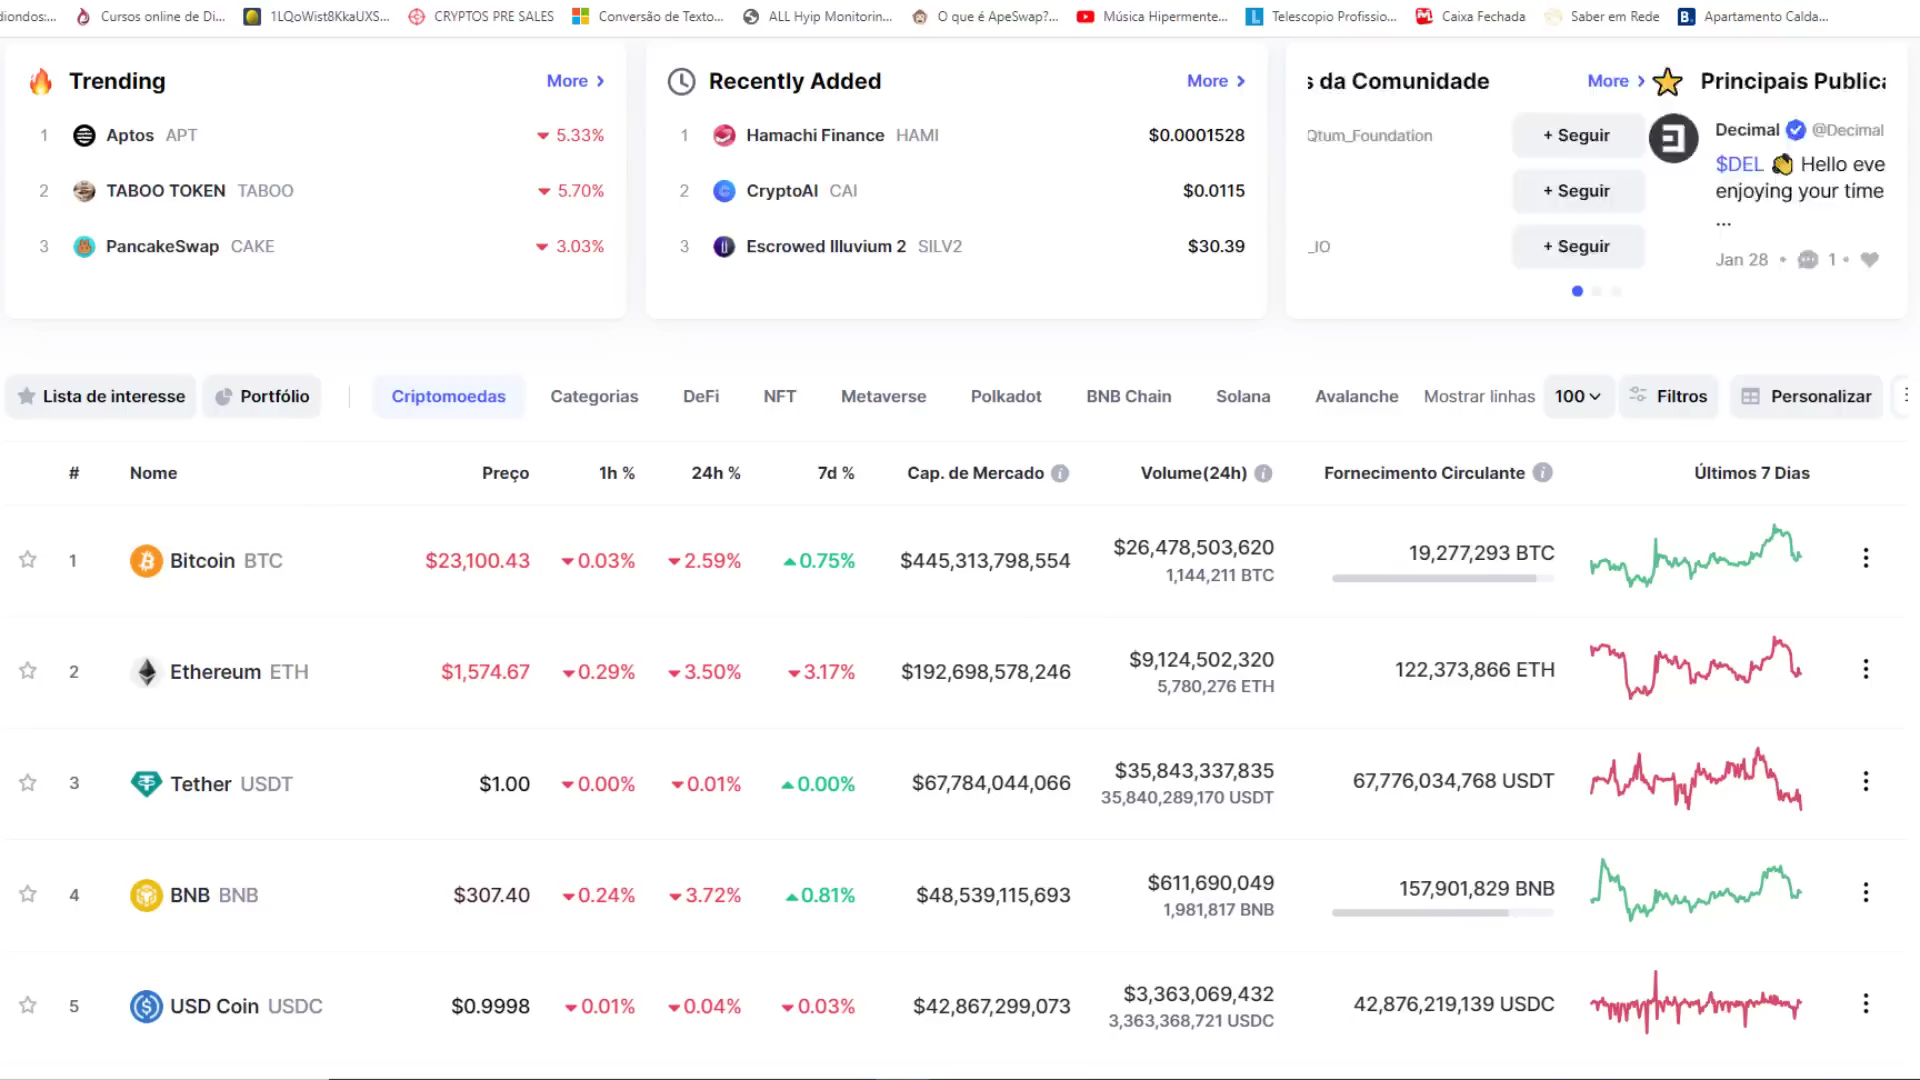 diondos:...
Cursos online de Di...
1LQoWist8KkaUXS...
CRYPTOS PRE SALES
Conversão de Texto...
ALL Hyip Monitorin...
O que é ApeSwap?...
Música Hipermente...
Telescopio Profissio...
Caixa Fechada
Saber em Rede
Apartamento Calda...
Trending
More
1 Aptos APT 5.33%
2 TABOO TOKEN TABOO 5.70%
3 PancakeSwap CAKE 3.03%
Recently Added
More
1 Hamachi Finance HAMI $0.0001528
2 CryptoAI CAI $0.0115
3 Escrowed Illuvium 2 SILV2 $30.39
s da Comunidade
More
Qtum_Foundation + Seguir
+ Seguir
_IO + Seguir
Principais Publica
Decimal @Decimal
$DEL 👏 Hello eve
enjoying your time
...
Jan 28 • 1 •
Lista de interesse Portfólio Criptomoedas Categorias DeFi NFT Metaverse Polkadot BNB Chain Solana Avalanche Mostrar linhas 100 Filtros Personalizar
# Nome Preço 1h % 24h % 7d % Cap. de Mercado Volume(24h) Fornecimento Circulante Últimos 7 Dias
1 Bitcoin BTC $23,100.43 0.03% 2.59% 0.75% $445,313,798,554 $26,478,503,620 19,277,293 BTC
1,144,211 BTC
2 Ethereum ETH $1,574.67 0.29% 3.50% 3.17% $192,698,578,246 $9,124,502,320 122,373,866 ETH
5,780,276 ETH
3 Tether USDT $1.00 0.00% 0.01% 0.00% $67,784,044,066 $35,843,337,835 67,776,034,768 USDT
35,840,289,170 USDT
4 BNB BNB $307.40 0.24% 3.72% 0.81% $48,539,115,693 $611,690,049 157,901,829 BNB
1,981,817 BNB
5 USD Coin USDC $0.9998 0.01% 0.04% 0.03% $42,867,299,073 $3,363,069,432 42,876,219,139 USDC
3,363,368,721 USDC